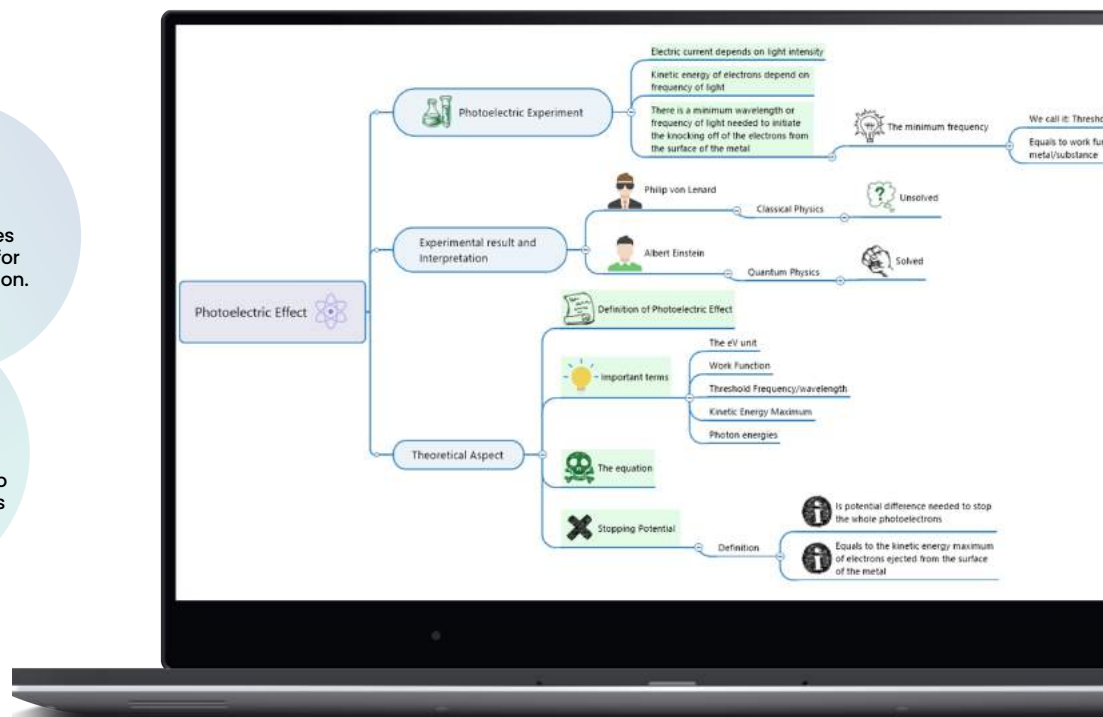 es
for
on.
o
s
Photoelectric Effect
Photoelectric Experiment
Electric current depends on light intensity
Kinetic energy of electrons depend on
frequency of light
There is a minimum wavelength or
frequency of light needed to initiate
the knocking off of the electrons from
the surface of the metal
The minimum frequency
We call it: Thresho
Equals to work fun
metal/substance
Experimental result and
Interpretation
Philip von Lenard
Classical Physics
Unsolved
Albert Einstein
Quantum Physics
Solved
Theoretical Aspect
Definition of Photoelectric Effect
Important terms
The eV unit
Work Function
Threshold Frequency/wavelength
Kinetic Energy Maximum
Photon energies
The equation
Stopping Potential
Definition
Is potential difference needed to stop
the whole photoelectrons
Equals to the kinetic energy maximum
of electrons ejected from the surface
of the metal